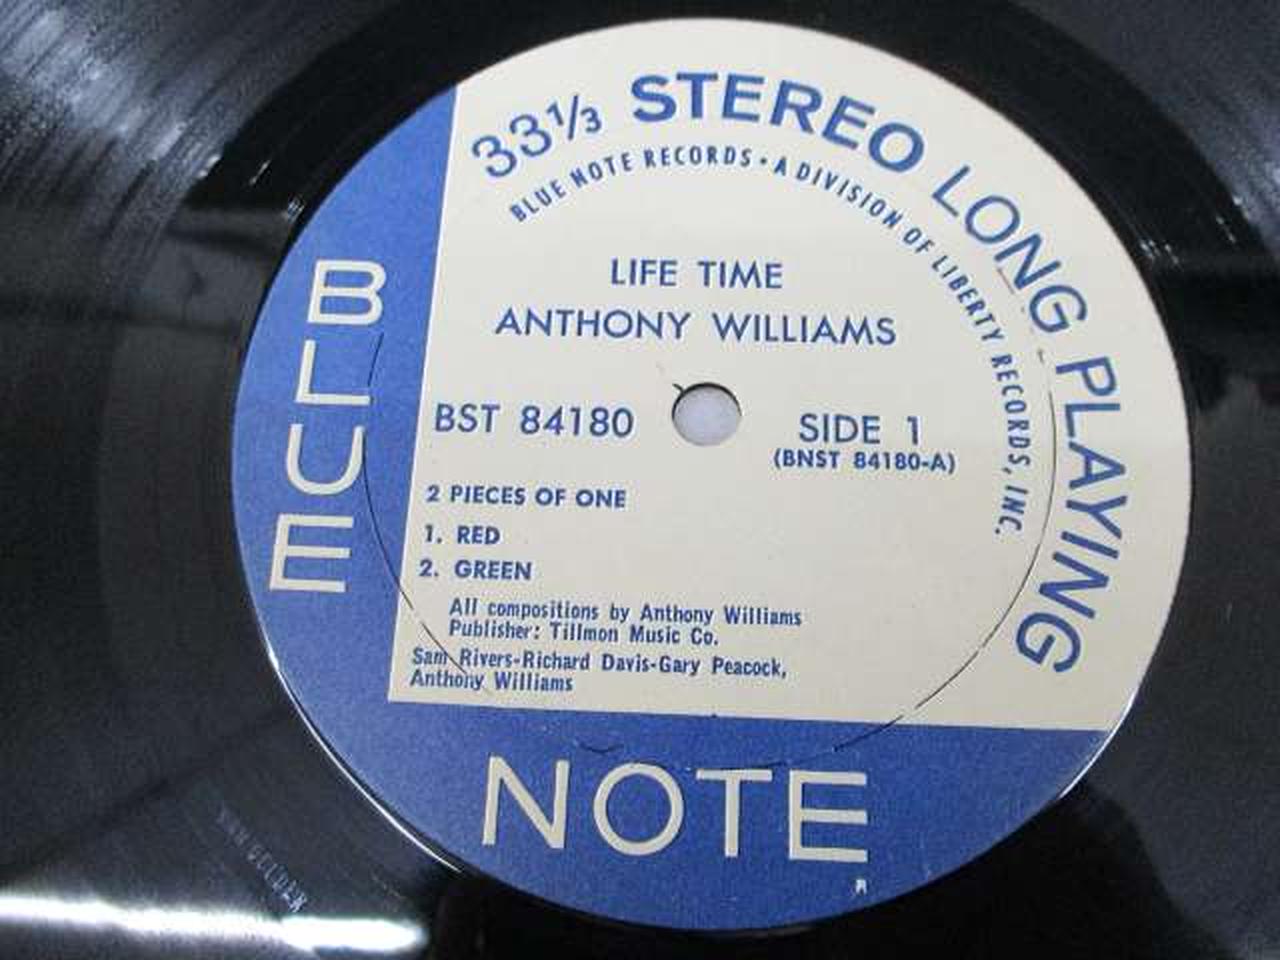 33⅓ STEREO LONG PLAYING
BLUE NOTE RECORDS • A DIVISION OF LIBERTY RECORDS, INC.
LIFE TIME
ANTHONY WILLIAMS
BST 84180
SIDE 1
(BNST 84180-A)
2 PIECES OF ONE
1. RED
2. GREEN
All compositions by Anthony Williams
Publisher: Tillmon Music Co.
Sam Rivers-Richard Davis-Gary Peacock,
Anthony Williams
BLUE
NOTE
R
VAN GELDER